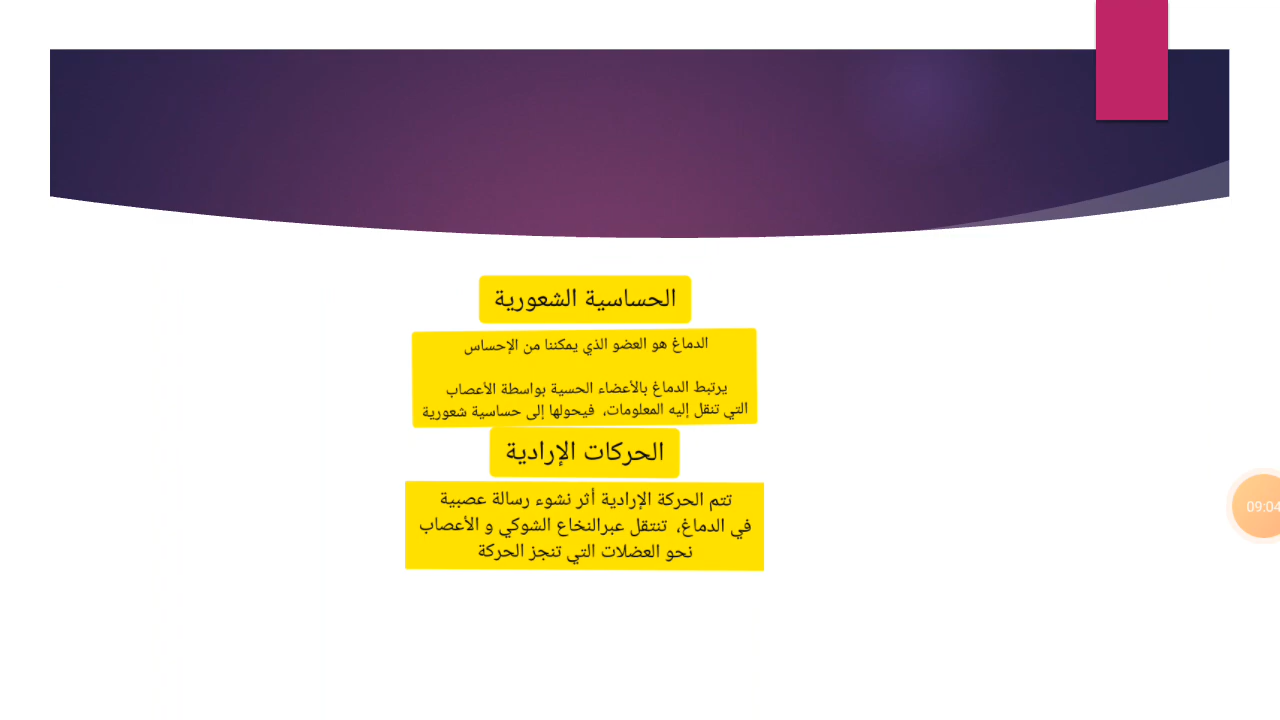 الحساسية الشعورية
الدماغ هو العضو الذي يمكننا من الإحساس
يرتبط الدماغ بالأعضاء الحسية بواسطة الأعصاب
التي تنقل إليه المعلومات، فيحولها إلى حساسية شعورية
الحركات الإرادية
تتم الحركة الإرادية أثر نشوء رسالة عصبية
في الدماغ، تنتقل عبرالنخاع الشوكي و الأعصاب
نحو العضلات التي تنجز الحركة
09:04